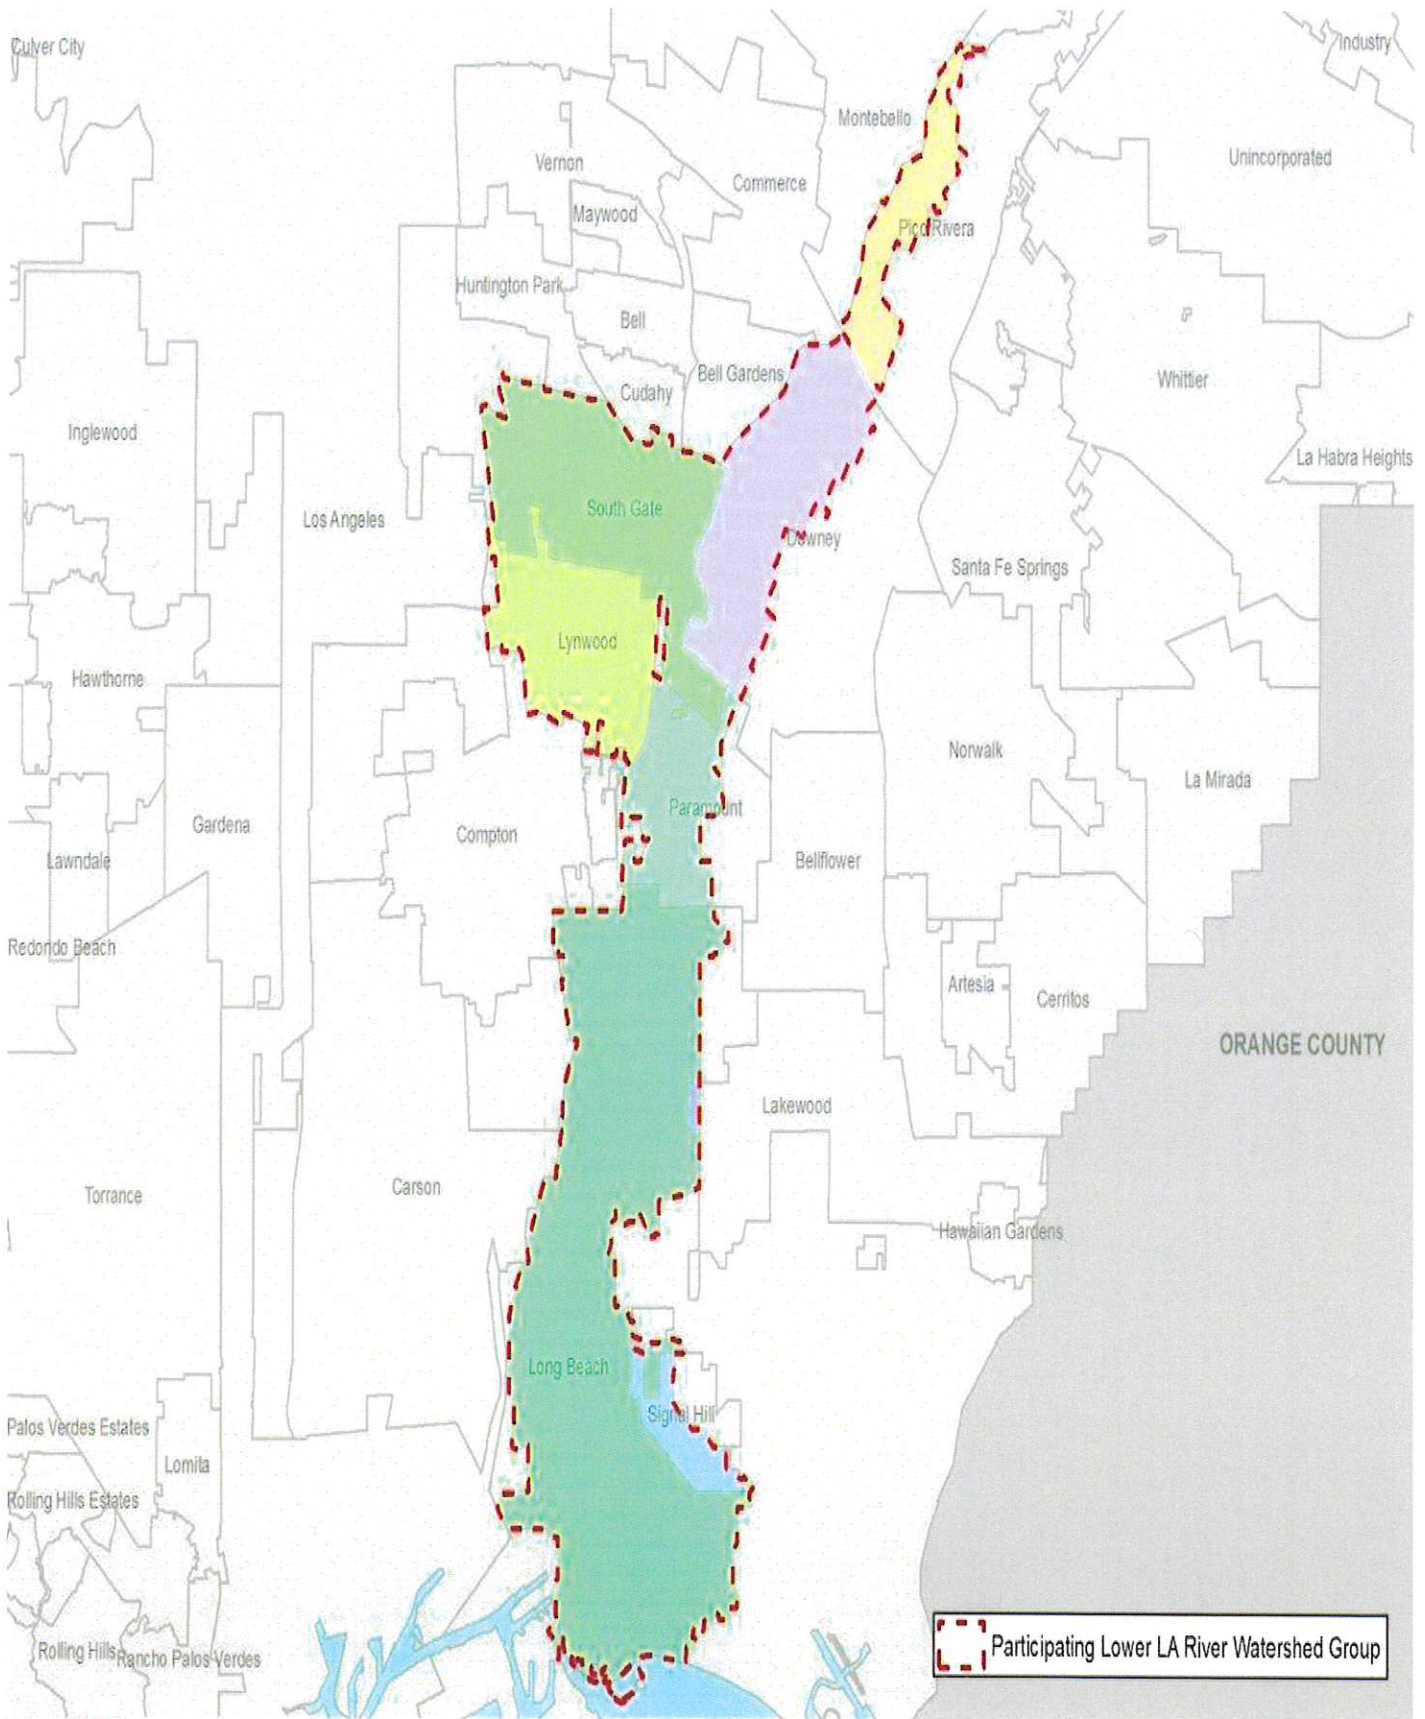 Culver City
Industry
Montebello
Vernon
Unincorporated
Commerce
Maywood
Pico Rivera
Huntington Park
Bell
Bell Gardens
Whittier
Cudahy
Inglewood
La Habra Heights
South Gate
Los Angeles
Downey
Santa Fe Springs
Lynwood
Hawthorne
Norwalk
La Mirada
Paramount
Gardena
Compton
Lawndale
Bellflower
Redondo Beach
Artesia
Cerritos
ORANGE COUNTY
Lakewood
Carson
Torrance
Hawaiian Gardens
Long Beach
Signal Hill
Palos Verdes Estates
Lomita
Rolling Hills Estates
Rolling Hills
Rancho Palos Verdes
Participating Lower LA River Watershed Group